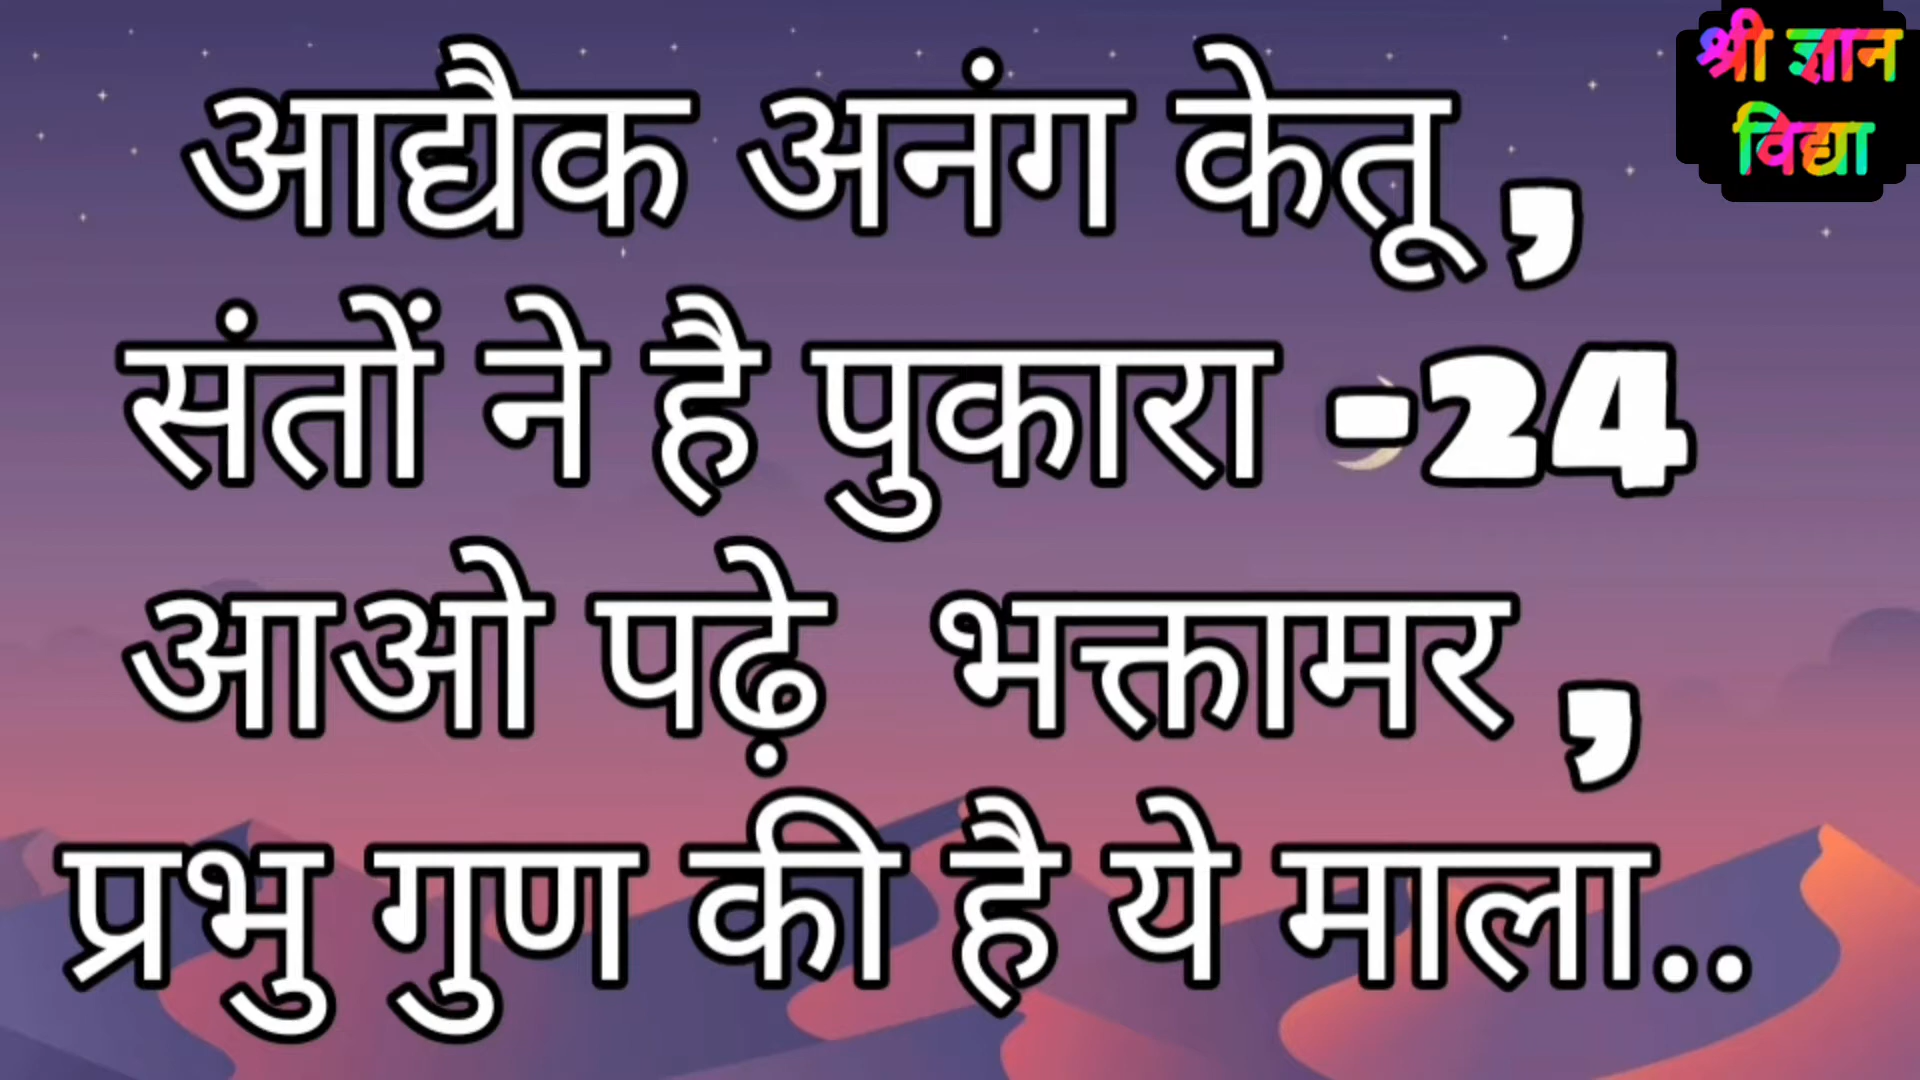 श्री ज्ञान
विद्या
आद्यैक अनंग केतू ,
संतों ने है पुकारा -24
आओ पढ़े भक्तामर ,
प्रभु गुण की है ये माला..